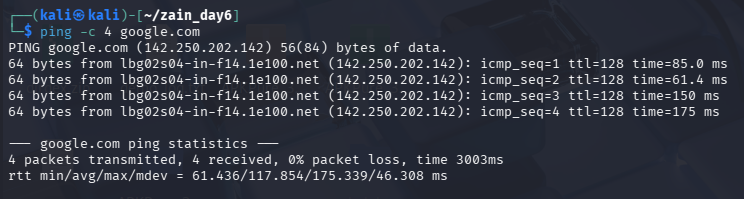 ┌──(kali㉿kali)-[~/zain_day6]
└─$ ping -c 4 google.com
PING google.com (142.250.202.142) 56(84) bytes of data.
64 bytes from lbg02s04-in-f14.1e100.net (142.250.202.142): icmp_seq=1 ttl=128 time=85.0 ms
64 bytes from lbg02s04-in-f14.1e100.net (142.250.202.142): icmp_seq=2 ttl=128 time=61.4 ms
64 bytes from lbg02s04-in-f14.1e100.net (142.250.202.142): icmp_seq=3 ttl=128 time=150 ms
64 bytes from lbg02s04-in-f14.1e100.net (142.250.202.142): icmp_seq=4 ttl=128 time=175 ms

--- google.com ping statistics ---
4 packets transmitted, 4 received, 0% packet loss, time 3003ms
rtt min/avg/max/mdev = 61.436/117.854/175.339/46.308 ms